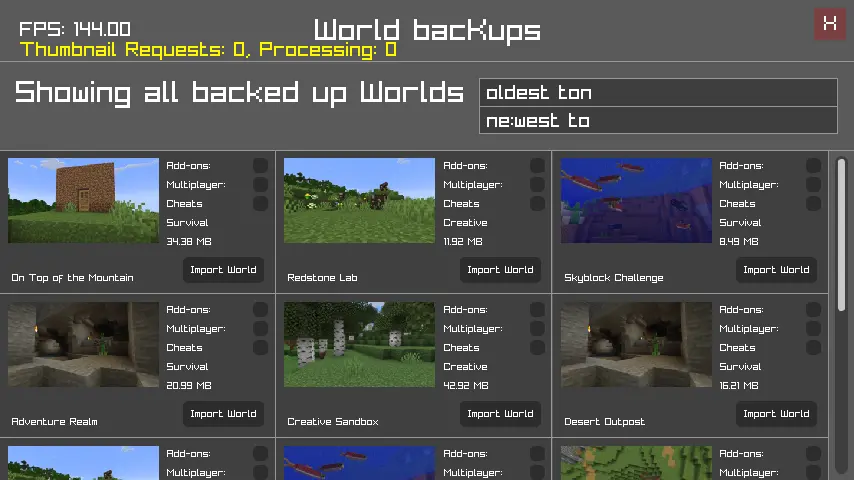 FPS: 144.00
World backups
X
Thumbnail Requests: 0, Processing: 0
Showing all backed up Worlds
oldest ton
ne:west to
Add-ons:
Multiplayer:
Cheats
Survival
34.38 MB
On Top of the Mountain
Import World
Add-ons:
Multiplayer:
Cheats
Creative
11.92 MB
Redstone Lab
Import World
Add-ons:
Multiplayer:
Cheats
Survival
8.49 MB
Skyblock Challenge
Import World
Add-ons:
Multiplayer:
Cheats
Survival
20.99 MB
Adventure Realm
Import World
Add-ons:
Multiplayer:
Cheats
Creative
42.92 MB
Creative Sandbox
Import World
Add-ons:
Multiplayer:
Cheats
Survival
16.21 MB
Desert Outpost
Import World
Add-ons:
Multiplayer:
Add-ons:
Multiplayer:
Add-ons:
Multiplayer: